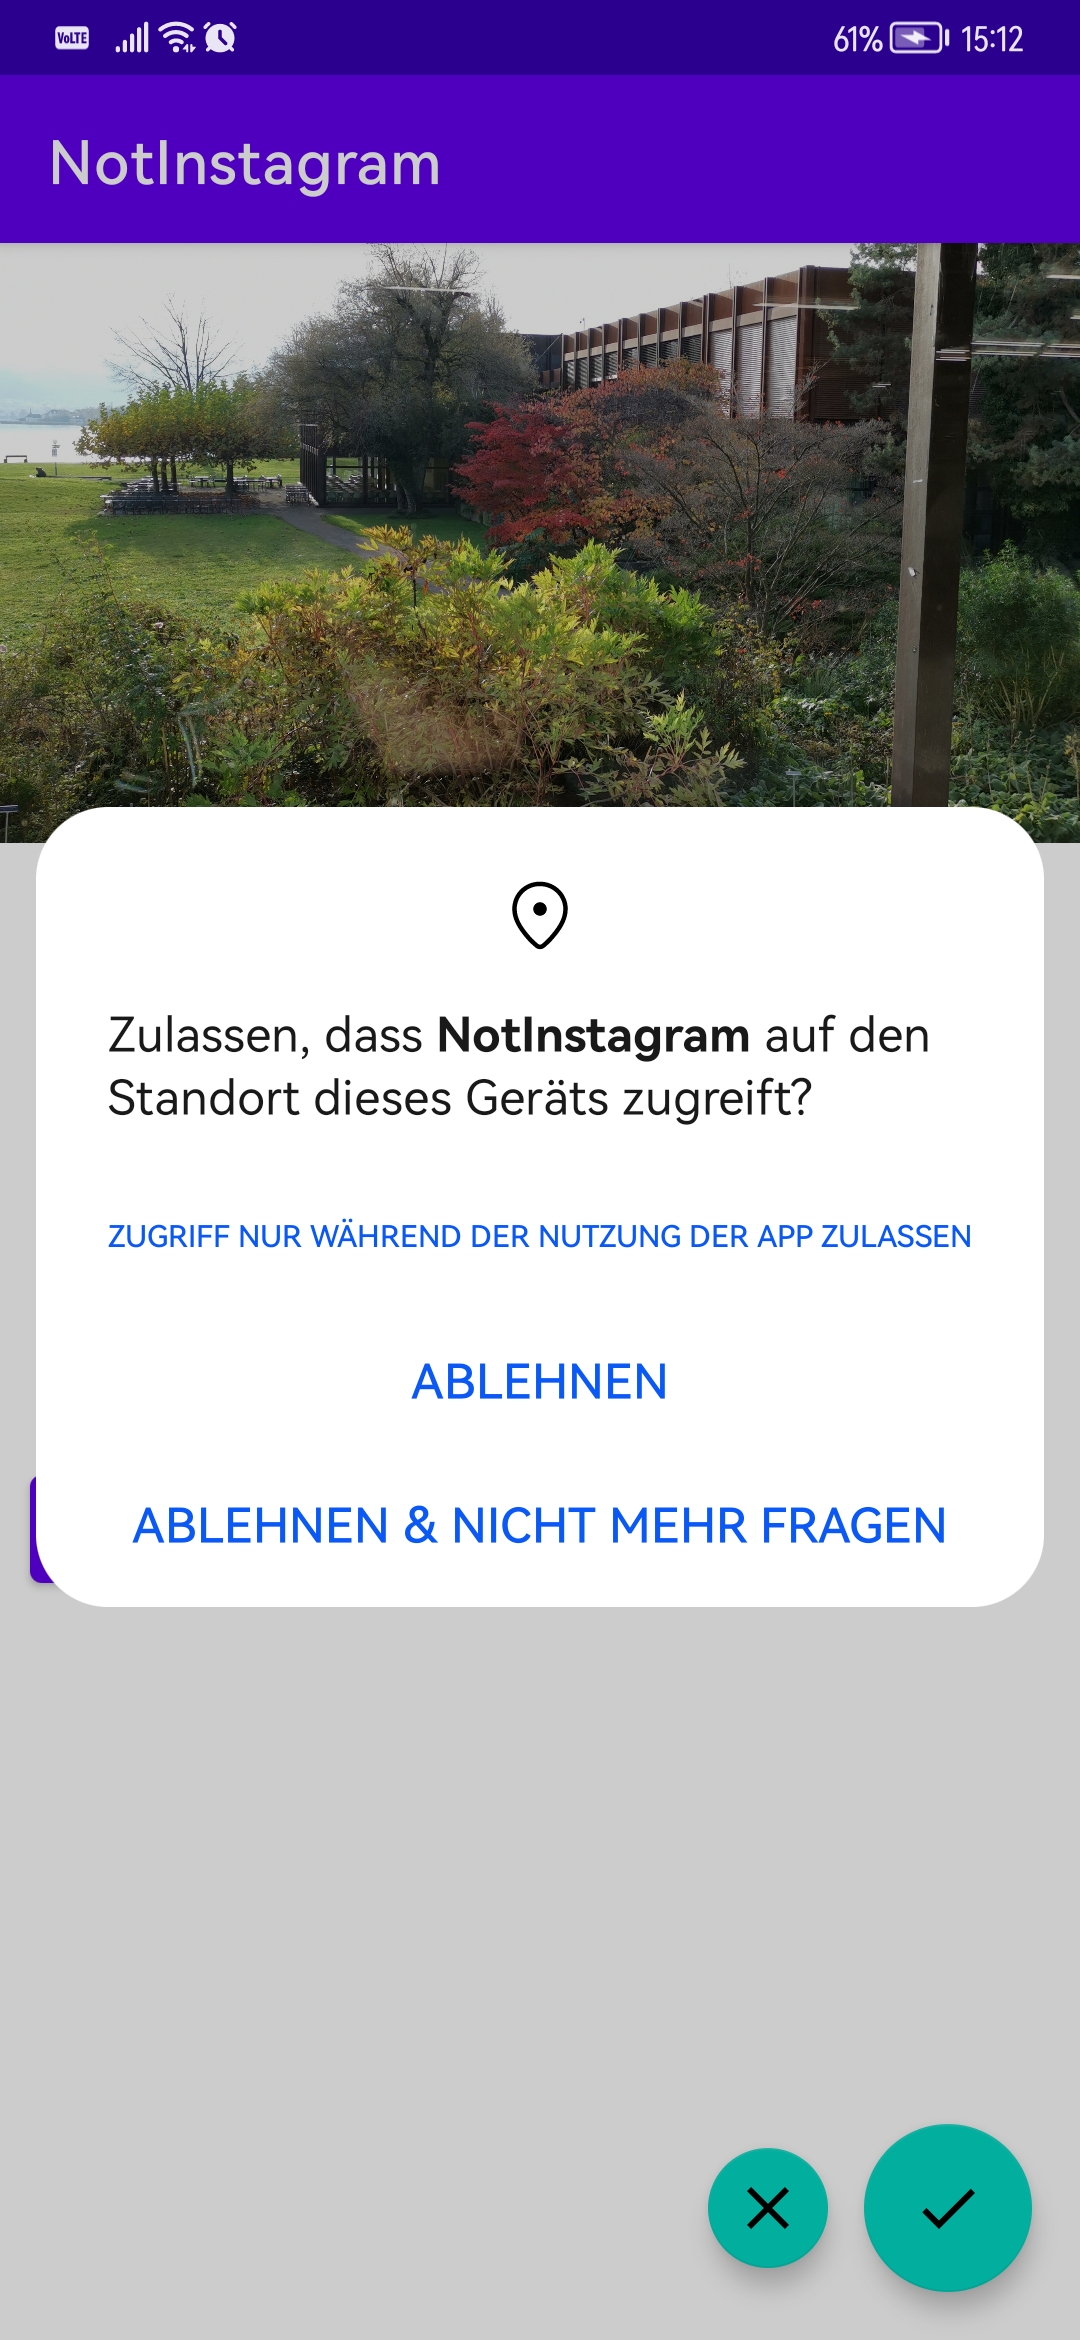 VoLTE 61% 15:12
NotInstagram
Zulassen, dass NotInstagram auf den
Standort dieses Geräts zugreift?
ZUGRIFF NUR WÄHREND DER NUTZUNG DER APP ZULASSEN
ABLEHNEN
ABLEHNEN & NICHT MEHR FRAGEN